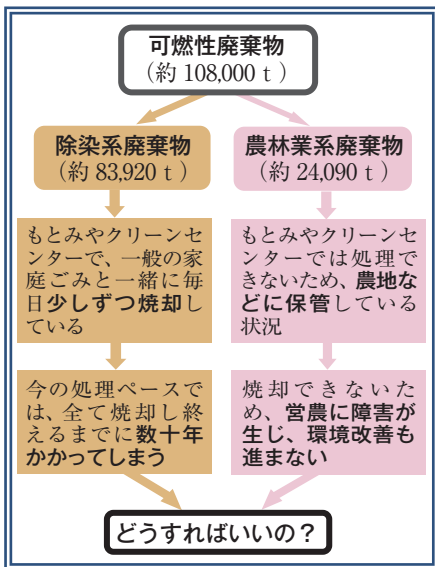 可燃性廃棄物
（約 108,000 t ）
除染系廃棄物
（約 83,920 t ）
もとみやクリーンセ
ンターで、一般の家
庭ごみと一緒に毎
日少しずつ焼却し
ている
今の処理ペースで
は、全て焼却し終
えるまでに数十年
かかってしまう
農林業系廃棄物
（約 24,090 t ）
もとみやクリーンセ
ンターでは処理で
きないため、農地な
どに保管している
状況
焼却できないた
め、営農に障害が
生じ、環境改善も
進まない
どうすればいいの？